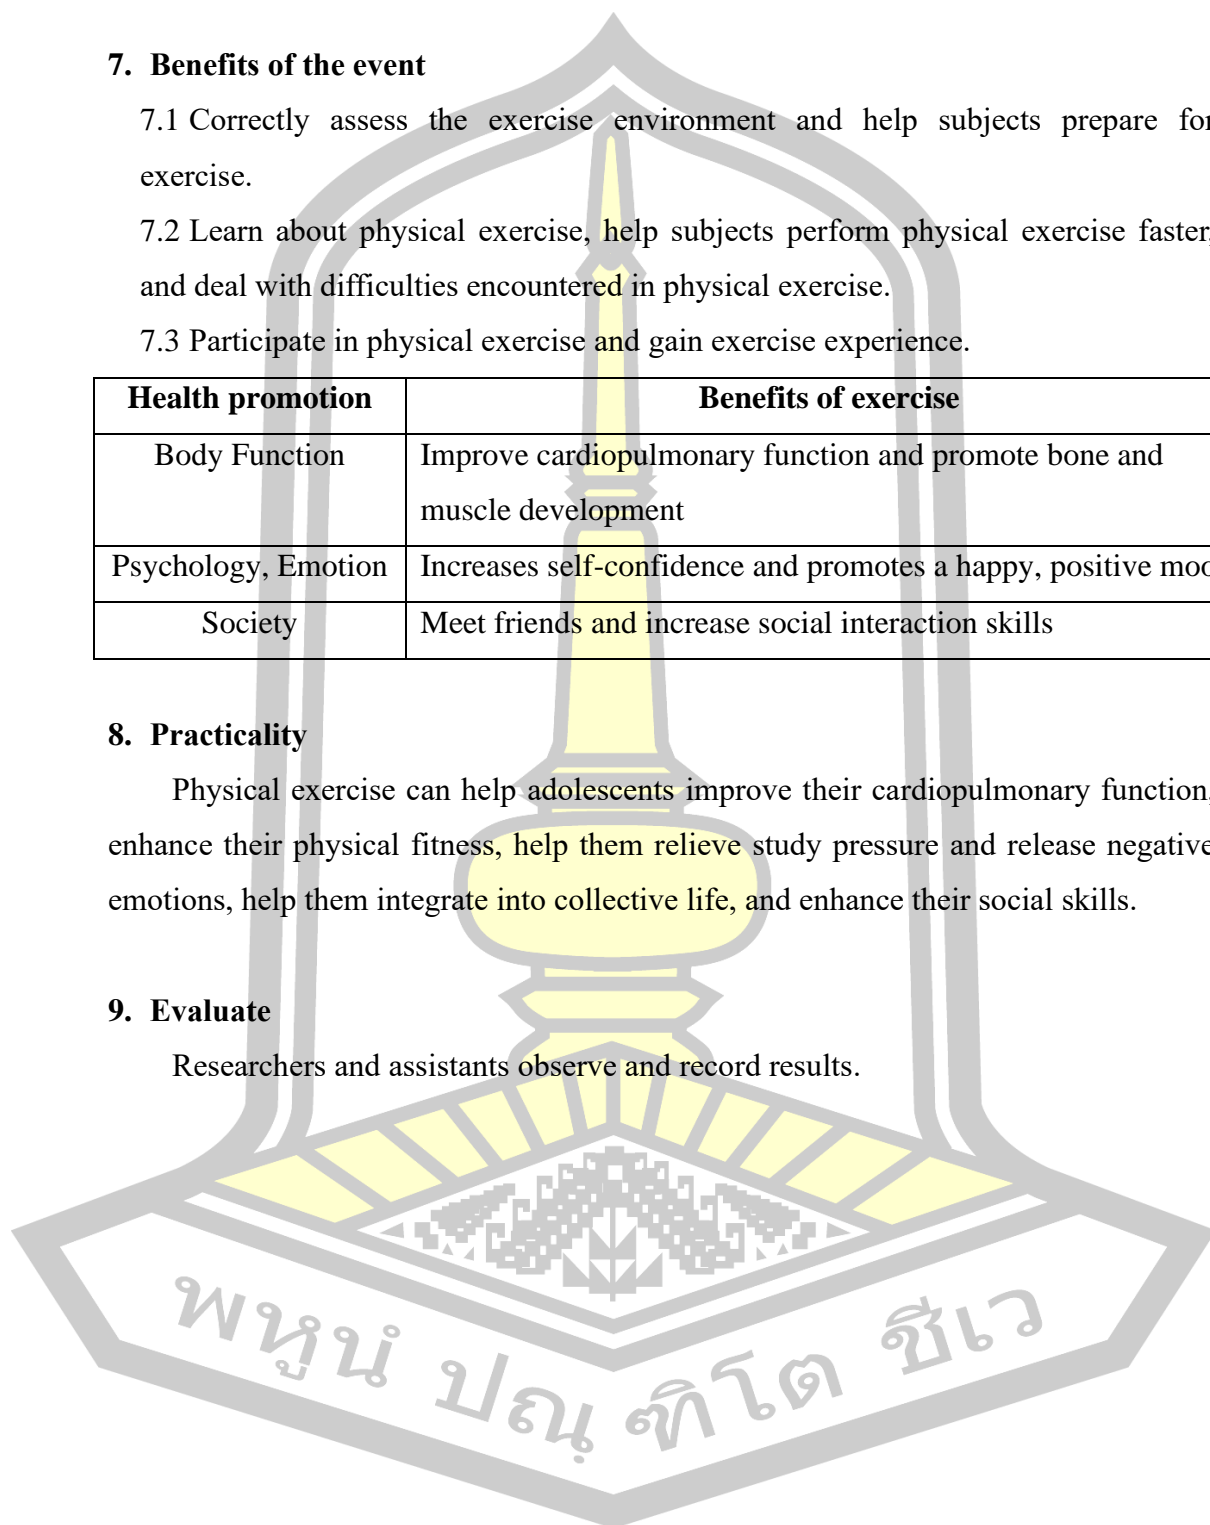 7. Benefits of the event
7.1 Correctly assess the exercise environment and help subjects prepare for
exercise.
7.2 Learn about physical exercise, help subjects perform physical exercise faster,
and deal with difficulties encountered in physical exercise.
7.3 Participate in physical exercise and gain exercise experience.
Health promotion Benefits of exercise
Body Function Improve cardiopulmonary function and promote bone and
muscle development
Psychology, Emotion Increases self-confidence and promotes a happy, positive
Society Meet friends and increase social interaction skills
8. Practicality
Physical exercise can help adolescents improve their cardiopulmonary function,
enhance their physical fitness, help them relieve study pressure and release negative
emotions, help them integrate into collective life, and enhance their social skills.
9. Evaluate
Researchers and assistants observe and record results.
พหูนํ ปณฺฑิโต ชีเว